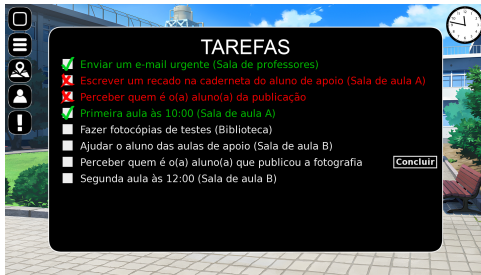 TAREFAS
Enviar um e-mail urgente (Sala de professores)
Escrever um recado na caderneta do aluno de apoio (Sala de aula A)
Perceber quem é o(a) aluno(a) da publicação
Primeira aula às 10:00 (Sala de aula A)
Fazer fotocópias de testes (Biblioteca)
Ajudar o aluno das aulas de apoio (Sala de aula B)
Perceber quem é o(a) aluno(a) que publicou a fotografia Concluir
Segunda aula às 12:00 (Sala de aula B)